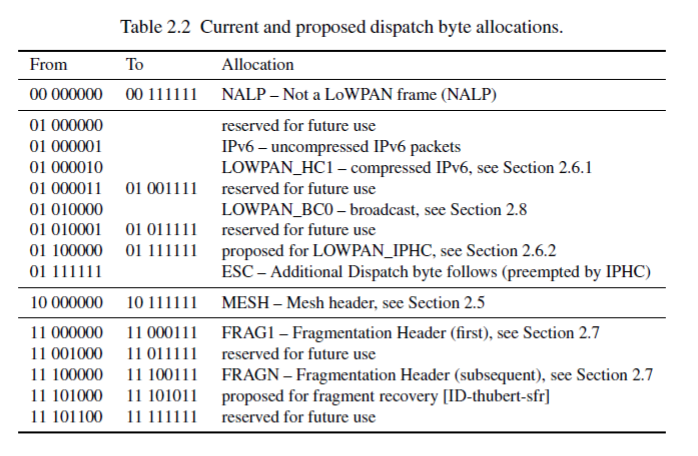 Table 2.2 Current and proposed dispatch byte allocations.
From To Allocation
00 000000 00 111111 NALP – Not a LoWPAN frame (NALP)
01 000000 reserved for future use
01 000001 IPv6 – uncompressed IPv6 packets
01 000010 LOWPAN_HC1 – compressed IPv6, see Section 2.6.1
01 000011 01 001111 reserved for future use
01 010000 LOWPAN_BC0 – broadcast, see Section 2.8
01 010001 01 011111 reserved for future use
01 100000 01 111111 proposed for LOWPAN_IPHC, see Section 2.6.2
01 111111 ESC – Additional Dispatch byte follows (preempted by IPHC)
10 000000 10 111111 MESH – Mesh header, see Section 2.5
11 000000 11 000111 FRAG1 – Fragmentation Header (first), see Section 2.7
11 001000 11 011111 reserved for future use
11 100000 11 100111 FRAGN – Fragmentation Header (subsequent), see Section 2.7
11 101000 11 101011 proposed for fragment recovery [ID-thubert-sfr]
11 101100 11 111111 reserved for future use